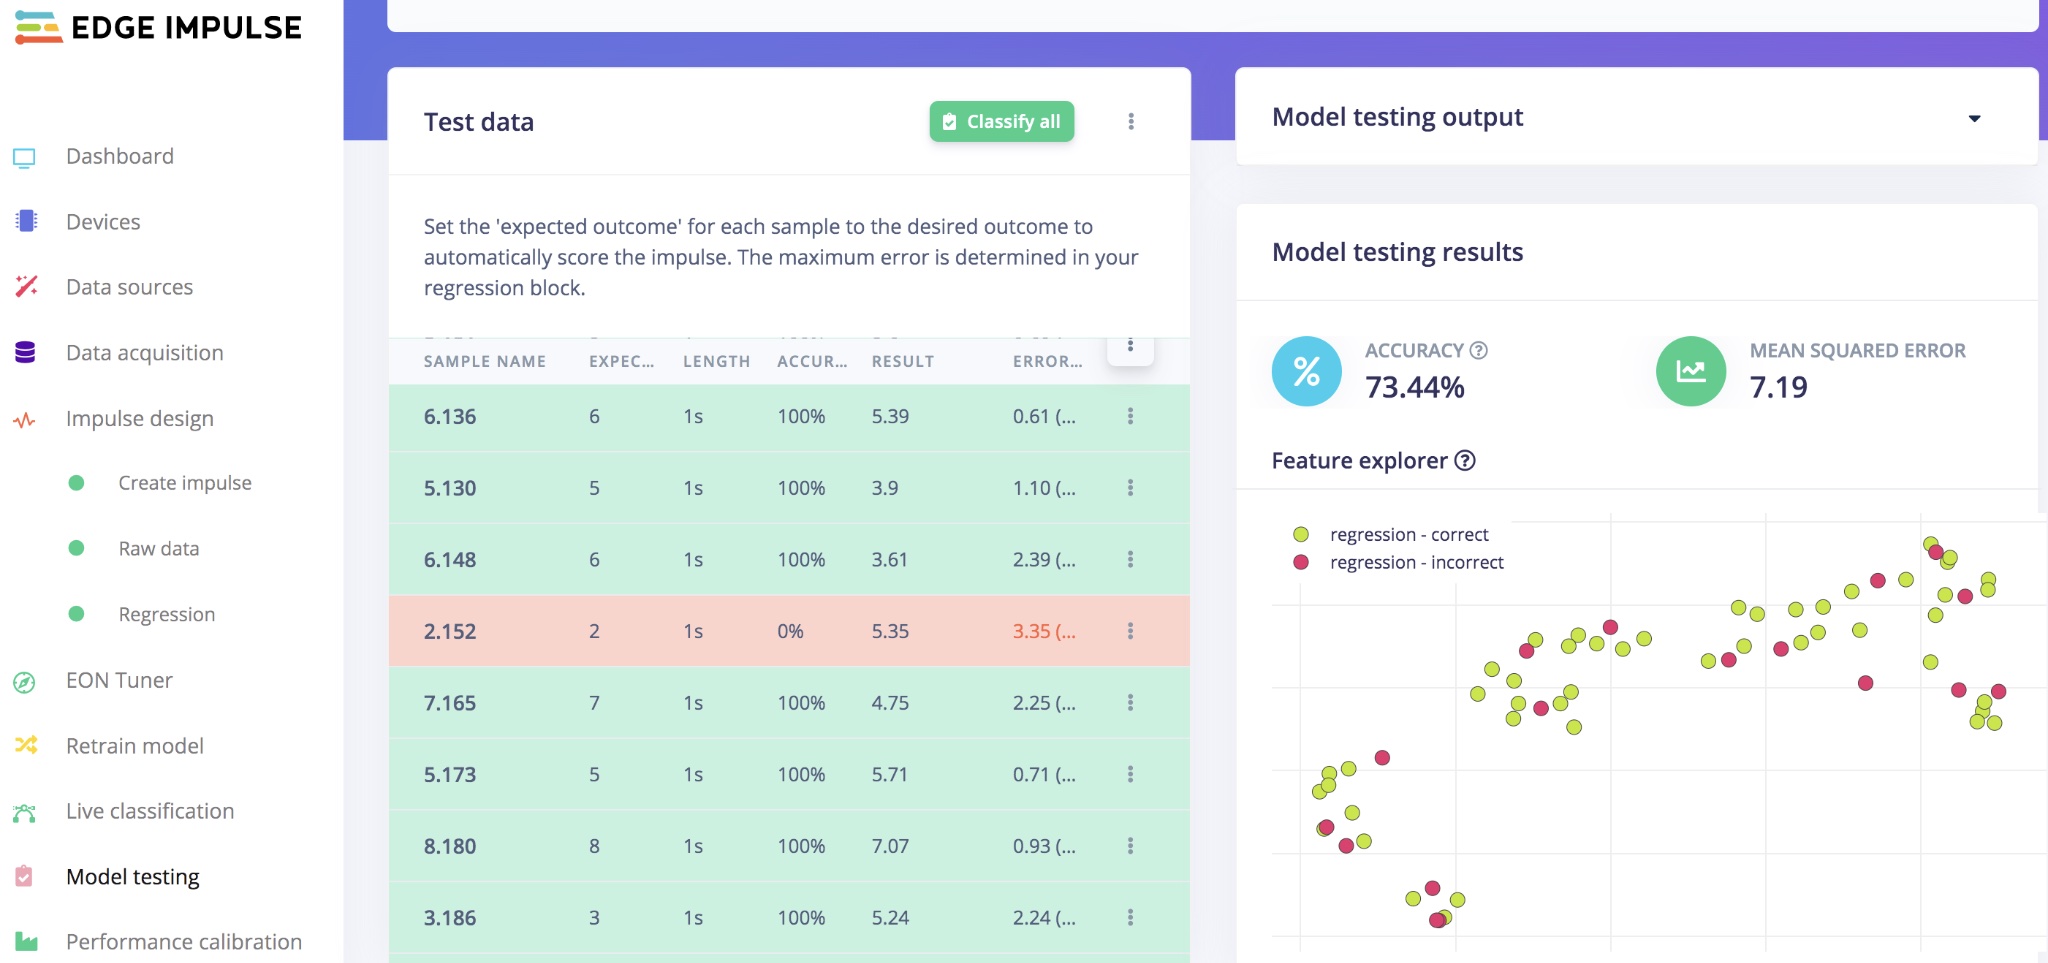 EDGE IMPULSE
Dashboard
Devices
Data sources
Data acquisition
Impulse design
Create impulse
Raw data
Regression
EON Tuner
Retrain model
Live classification
Model testing
Performance calibration
Test data
Classify all
Set the 'expected outcome' for each sample to the desired outcome to
automatically score the impulse. The maximum error is determined in your
regression block.
SAMPLE NAME EXPEC... LENGTH ACCUR... RESULT ERROR...
6.136 6 1s 100% 5.39 0.61 (...
5.130 5 1s 100% 3.9 1.10 (...
6.148 6 1s 100% 3.61 2.39 (...
2.152 2 1s 0% 5.35 3.35 (...
7.165 7 1s 100% 4.75 2.25 (...
5.173 5 1s 100% 5.71 0.71 (...
8.180 8 1s 100% 7.07 0.93 (...
3.186 3 1s 100% 5.24 2.24 (...
Model testing output
Model testing results
%
ACCURACY ?
73.44%
MEAN SQUARED ERROR
7.19
Feature explorer ?
regression - correct
regression - incorrect